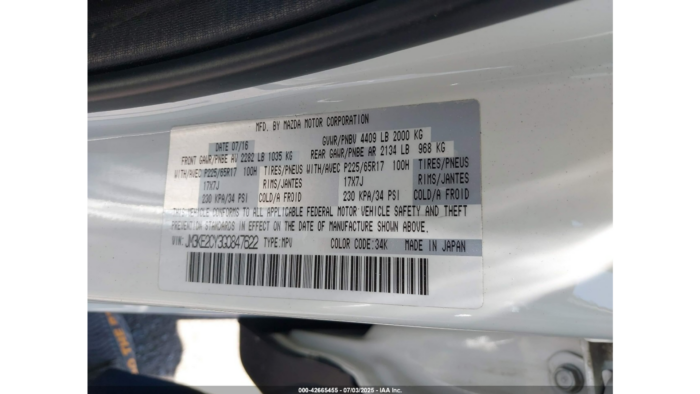 MFD. BY MAZDA MOTOR CORPORATION
DATE 07/16 GVWR/PNBV 4409 LB 2000 KG
FRONT GAWR/PNBE AV 2282 LB 1035 KG REAR GAWR/PNBE AR 2134 LB 968 KG
WITH/AVEC P225/65R17 100H TIRES/PNEUS WITH/AVEC P225/65R17 100H TIRES/PNEUS
17X7J RIMS/JANTES 17X7J RIMS/JANTES
230 KPA/34 PSI COLD/A FROID 230 KPA/34 PSI COLD/A FROID
THIS VEHICLE CONFORMS TO ALL APPLICABLE FEDERAL MOTOR VEHICLE SAFETY AND THEFT
PREVENTION STANDARDS IN EFFECT ON THE DATE OF MANUFACTURE SHOWN ABOVE.
VIN: JM3KE2CY3G0847522 TYPE:MPV COLOR CODE:34K MADE IN JAPAN
000-42665455 - 07/03/2025 - IAA Inc.